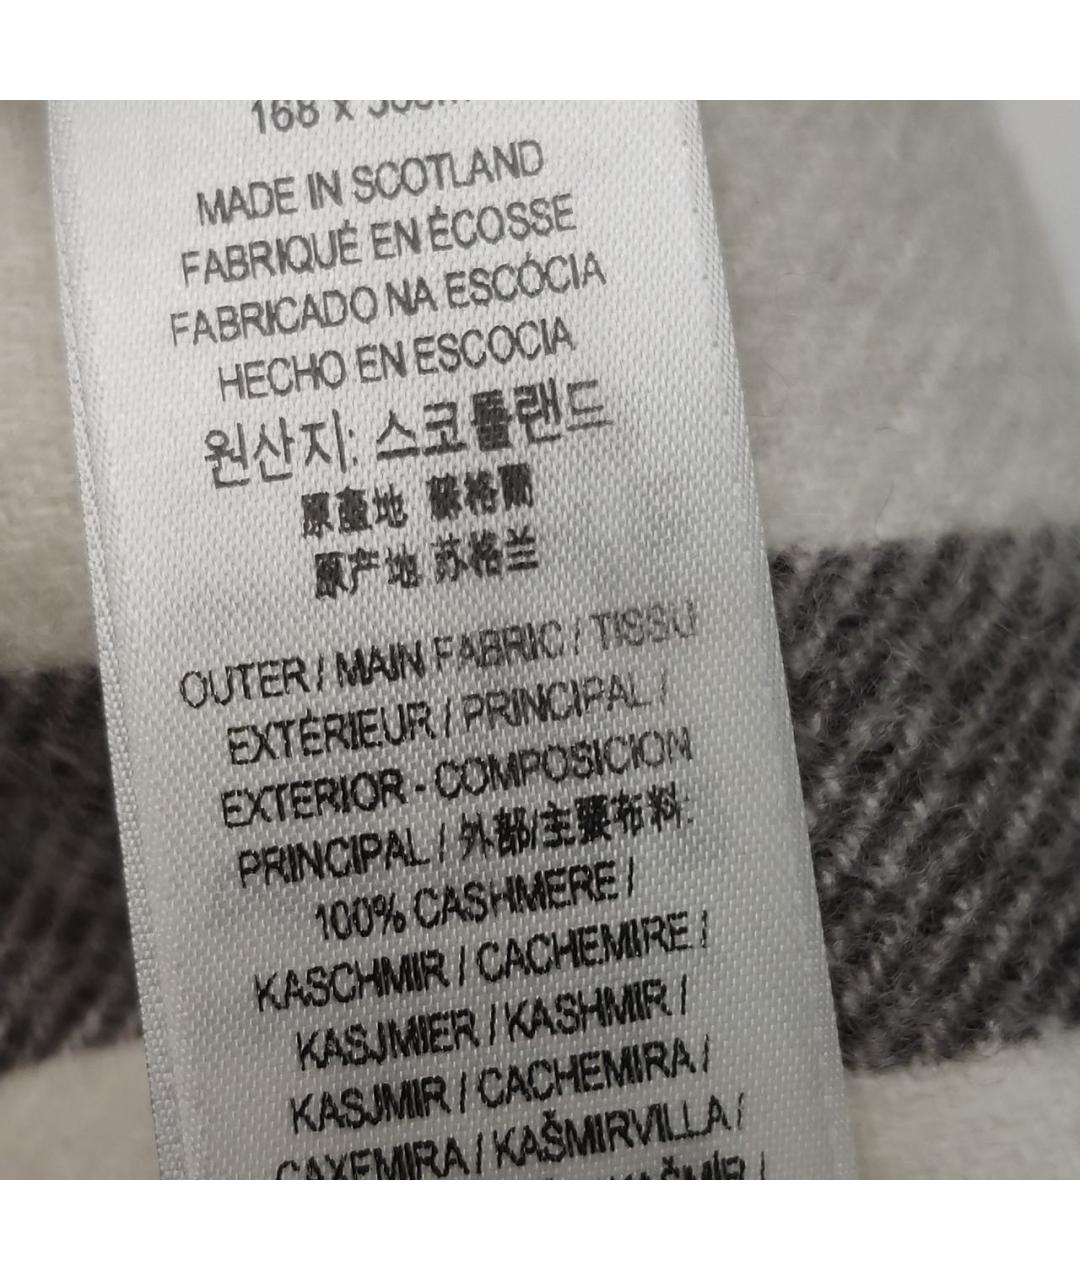 168 x
MADE IN SCOTLAND
FABRIQUÉ EN ÉCOSSE
FABRICADO NA ESCÓCIA
HECHO EN ESCOCIA
원산지: 스코틀랜드
原產地 蘇格蘭
原产地 苏格兰
OUTER / MAIN FABRIC / TISSU
EXTÉRIEUR / PRINCIPAL /
EXTERIOR - COMPOSICION
PRINCIPAL / 外部/主要布料:
100% CASHMERE /
KASCHMIR / CACHEMIRE /
KASJMIER / KASHMIR /
KASJMIR / CACHEMIRA /
CAXEMIRA / KAŠMIRVILLA /
KAŠMÍR /